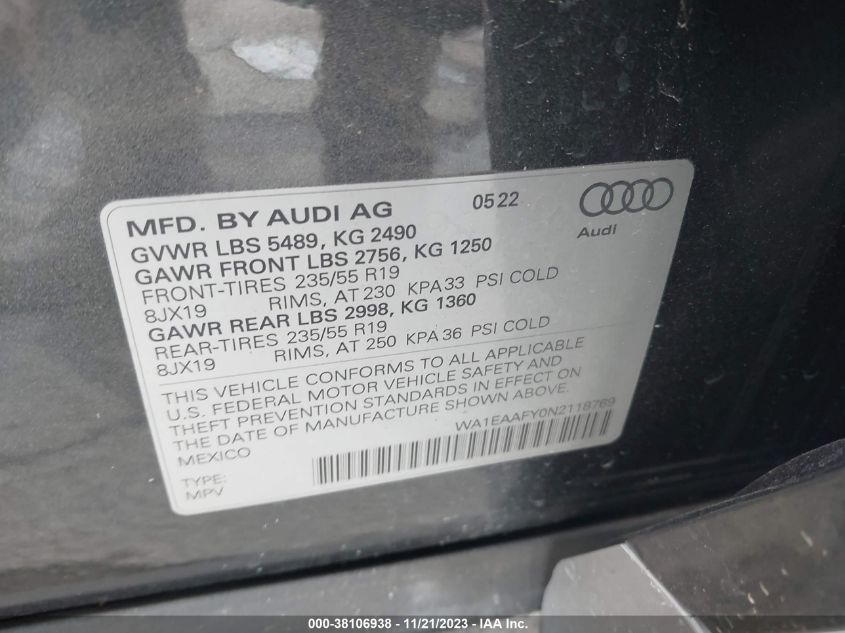 MFD. BY AUDI AG 0522
Audi
GVWR LBS 5489, KG 2490
GAWR FRONT LBS 2756, KG 1250
FRONT-TIRES 235/55 R19
8JX19 RIMS, AT 230 KPA33 PSI COLD
GAWR REAR LBS 2998, KG 1360
REAR-TIRES 235/55 R19
8JX19 RIMS, AT 250 KPA 36 PSI COLD
THIS VEHICLE CONFORMS TO ALL APPLICABLE
U.S. FEDERAL MOTOR VEHICLE SAFETY AND
THEFT PREVENTION STANDARDS IN EFFECT ON
THE DATE OF MANUFACTURE SHOWN ABOVE.
MEXICO WA1EAAFY0N2118769
TYPE:
MPV
000-38106938 - 11/21/2023 - IAA Inc.